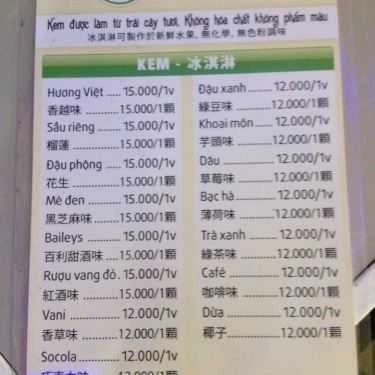 Kem được làm từ trái cây tươi. Không hóa chất không phẩm màu
冰淇淋可製作於新鮮水果, 無化學, 無色粉調味
KEM - 冰淇淋
Hương Việt ..... 15.000/1v
香越味 ........... 15.000/1顆
Sầu riêng ....... 15.000/1v
榴蓮 .............. 15.000/1顆
Đậu phộng ..... 15.000/1v
花生 .............. 15.000/1顆
Mè đen .......... 15.000/1v
黑芝麻味 ....... 15.000/1顆
Baileys ........... 15.000/1v
百利甜酒味 .... 15.000/1顆
Rượu vang đỏ . 15.000/1v
紅酒味 ........... 15.000/1顆
Vani ............... 12.000/1v
香草味 ........... 12.000/1顆
Socola ............ 12.000/1v
12.000/1顆
Đậu xanh ........ 12.000/1v
綠豆味 ............ 12.000/1顆
Khoai môn ...... 12.000/1v
芋頭味 ............ 12.000/1顆
Dâu ................ 12.000/1v
草莓味 ............ 12.000/1顆
Bạc hà ............ 12.000/1v
薄荷味 ............ 12.000/1顆
Trà xanh ......... 12.000/1v
綠茶味 ............ 12.000/1顆
Café ............... 12.000/1v
咖啡味 ............ 12.000/1顆
Dừa ................ 12.000/1v
椰子 ............... 12.000/1顆